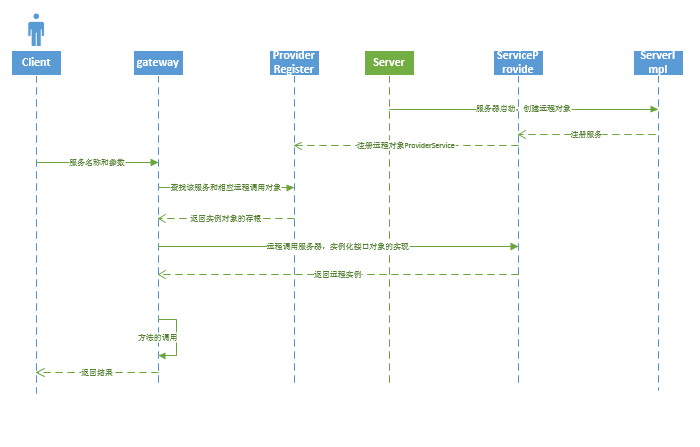 Client
gateway
Provider
Register
Server
ServiceP
rovide
ServerI
mpl
服务器启动，创建远程对象
注册服务
注册远程对象ProviderService
服务名称和参数
查找该服务和相应远程调用对象
返回实例对象的存根
远程调用服务器，实例化接口对象的实现
返回远程实例
方法的调用
返回结果